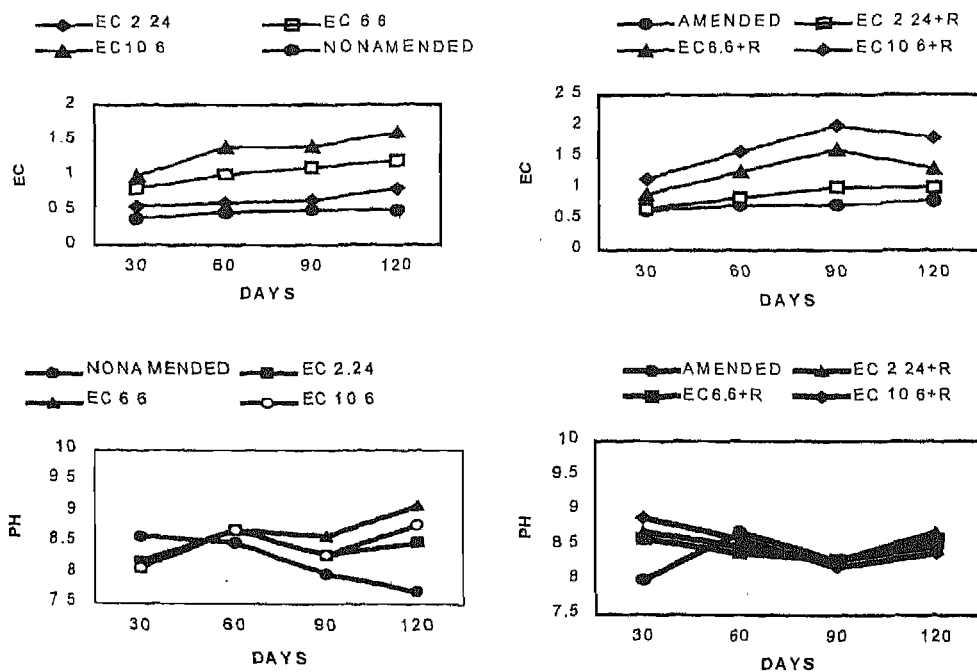 EC 2 24
EC 6 6
EC10 6
NONAMENDED
2
1.5
1
0 5
0
EC
30 60 90 120
DAYS
AMENDED
EC 2 24+R
EC6.6+R
EC10 6+R
2 5
2
1.5
1
0.5
0
EC
30 60 90 120
DAYS
NONAMENDED
EC 2.24
EC 6 6
EC 10 6
10
9 5
9
8.5
8
7 5
PH
30 60 90 120
DAYS
AMENDED
EC 2 24+R
EC6.6+R
EC 10 6+R
10
9
8.5
8
7.5
PH
30 60 90 120
DAYS